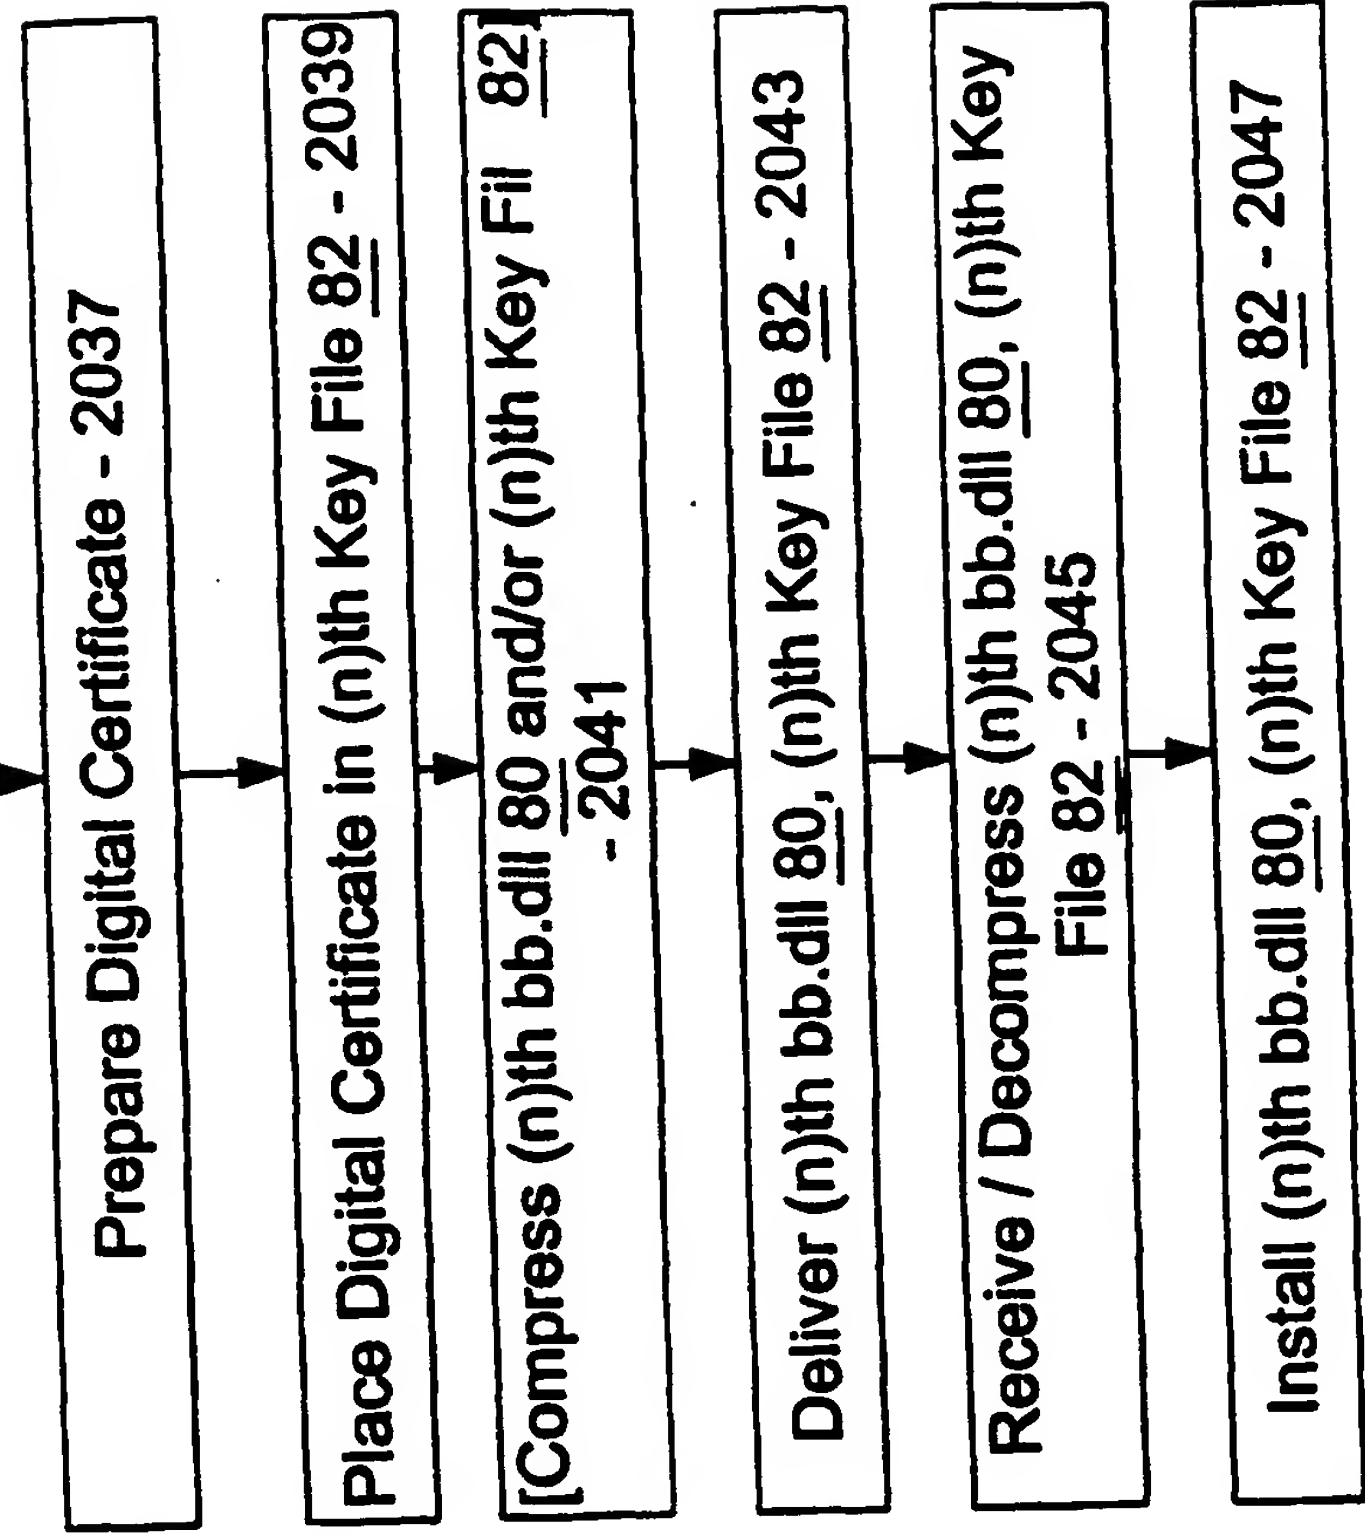 Prepare Digital Certificate - 2037
Place Digital Certificate in (n)th Key File 82 - 2039
[Compress (n)th bb.dll 80 and/or (n)th Key Fil 82]
- 2041
Deliver (n)th bb.dll 80, (n)th Key File 82 - 2043
Receive / Decompress (n)th bb.dll 80, (n)th Key
File 82 - 2045
Install (n)th bb.dll 80, (n)th Key File 82 - 2047